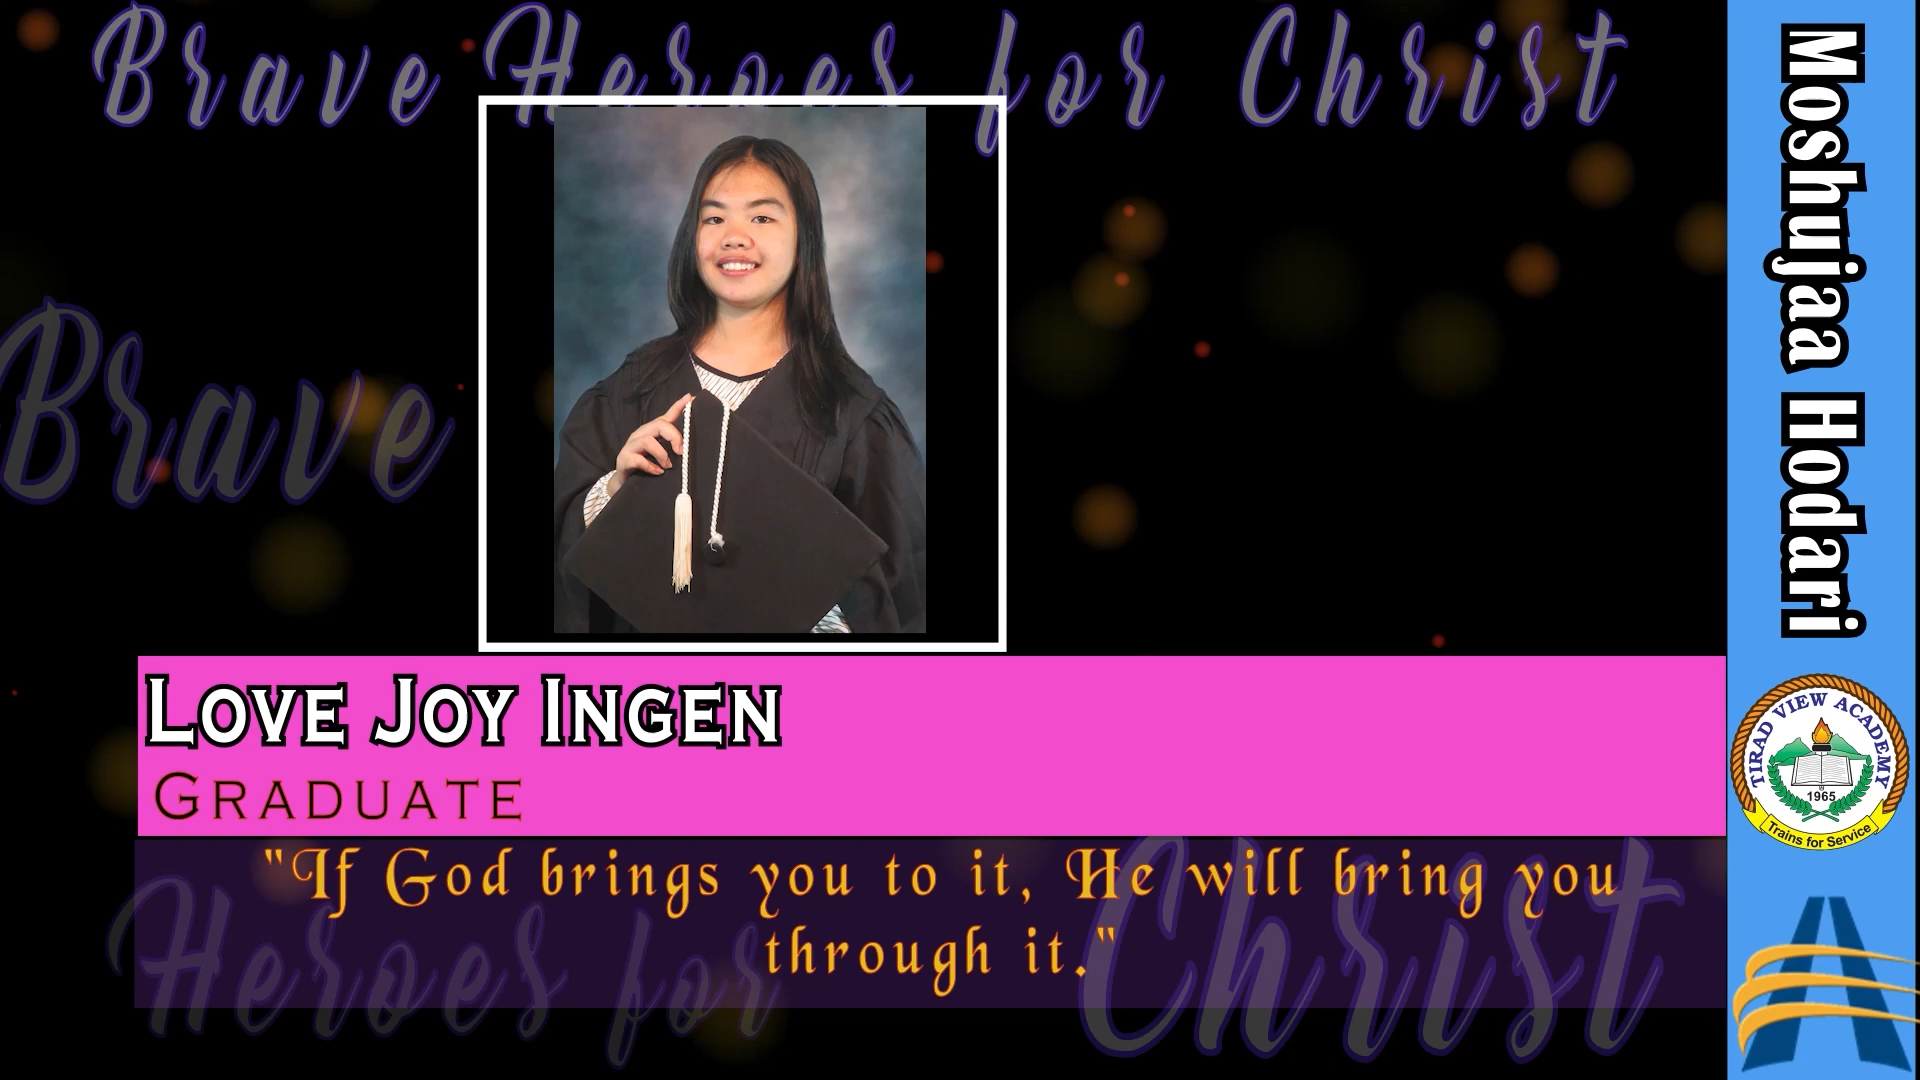 Brave Heroes for Christ
Brave
Love Joy Ingen
Graduate
"If God brings you to it, He will bring you
through it."
Heroes for Christ
Moshujaa Hodari
TIRAD VIEW ACADEMY
1965
Trains for Service